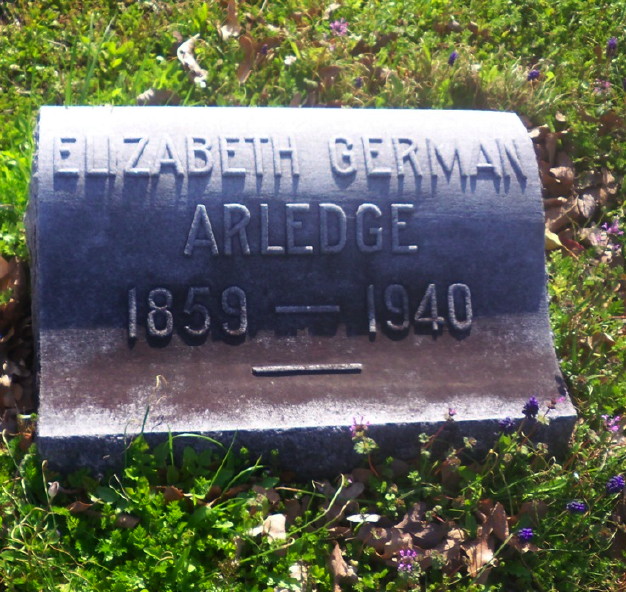 ELIZABETH GERMAN
ARLEDGE
1859 — 1940